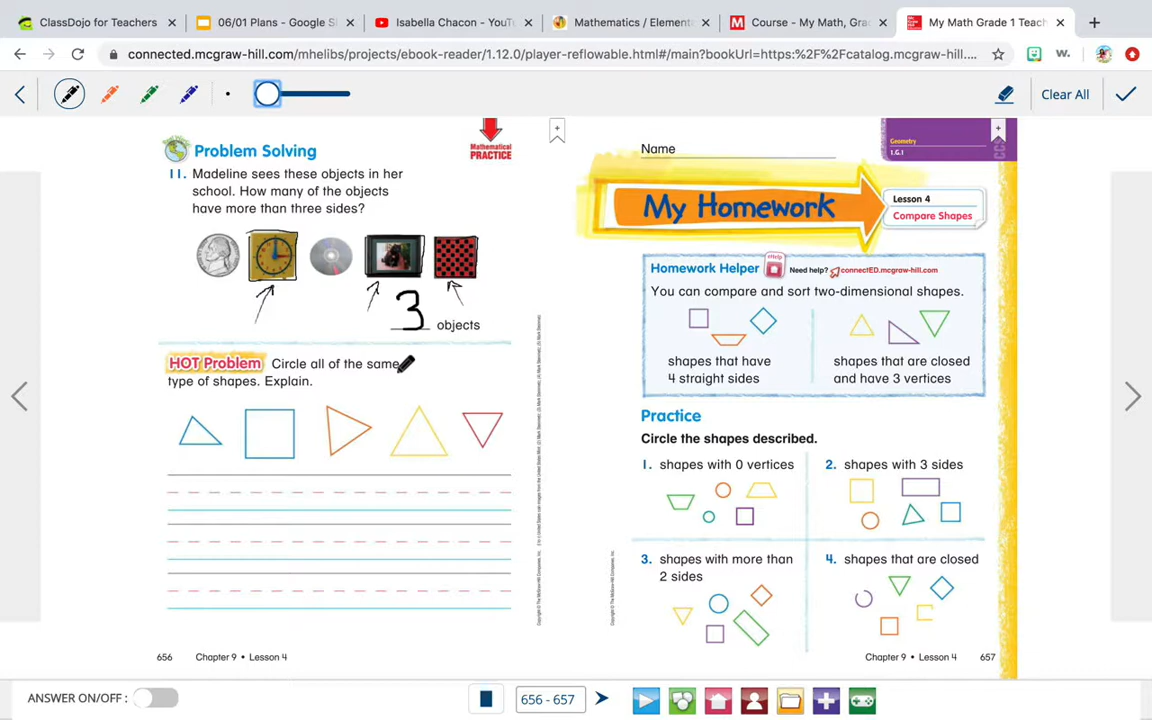 ClassDojo for Teachers
06/01 Plans - Google S
Isabella Chacon - YouT
Mathematics / Element
Course - My Math, Gra
My Math Grade 1 Teach
connected.mcgraw-hill.com/mhelibs/projects/ebook-reader/1.12.0/player-reflowable.html#/main?bookUrl=https:%2F%2Fcatalog.mcgraw-hill.com%2F...
Clear All
Problem Solving
Mathematical
PRACTICE
11. Madeline sees these objects in her
school. How many of the objects
have more than three sides?
3 objects
HOT Problem Circle all of the same
type of shapes. Explain.
656 Chapter 9 • Lesson 4
Name
Geometry
1.G.1
My Homework
Lesson 4
Compare Shapes
Homework Helper
eHelp
Need help? connectED.mcgraw-hill.com
You can compare and sort two-dimensional shapes.
shapes that have
4 straight sides
shapes that are closed
and have 3 vertices
Practice
Circle the shapes described.
1. shapes with 0 vertices
2. shapes with 3 sides
3. shapes with more than
2 sides
4. shapes that are closed
Chapter 9 • Lesson 4 657
ANSWER ON/OFF :
656 - 657